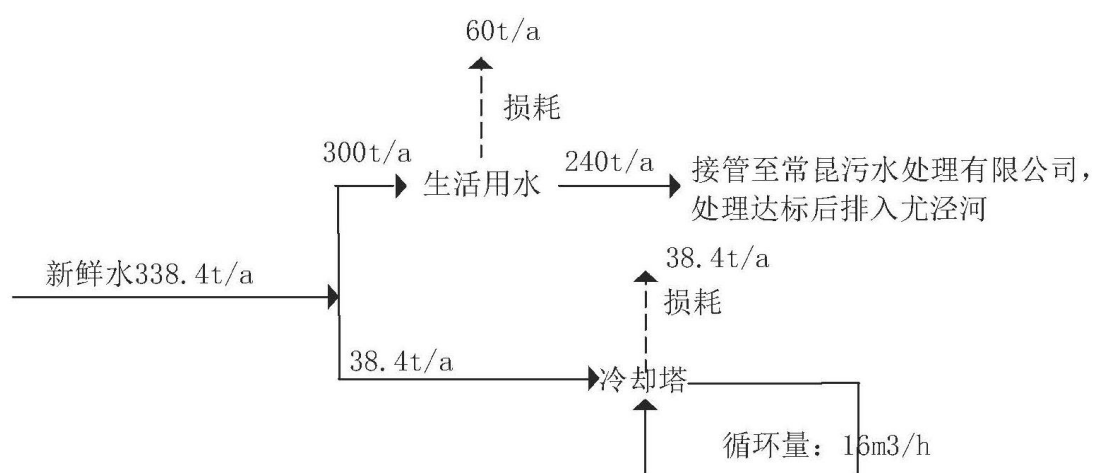 60t/a
损耗
300t/a
生活用水
240t/a
接管至常昆污水处理有限公司，
处理达标后排入尤泾河
新鲜水338.4t/a
38.4t/a
损耗
38.4t/a
冷却塔
循环量：16m3/h